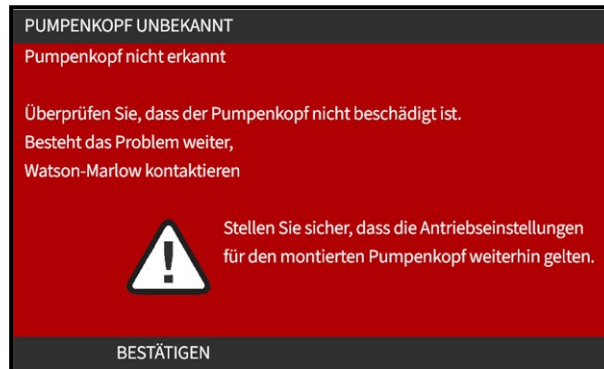 PUMPENKOPF UNBEKANNT
Pumpenkopf nicht erkannt
Überprüfen Sie, dass der Pumpenkopf nicht beschädigt ist.
Besteht das Problem weiter,
Watson-Marlow kontaktieren
Stellen Sie sicher, dass die Antriebseinstellungen
für den montierten Pumpenkopf weiterhin gelten.
BESTÄTIGEN